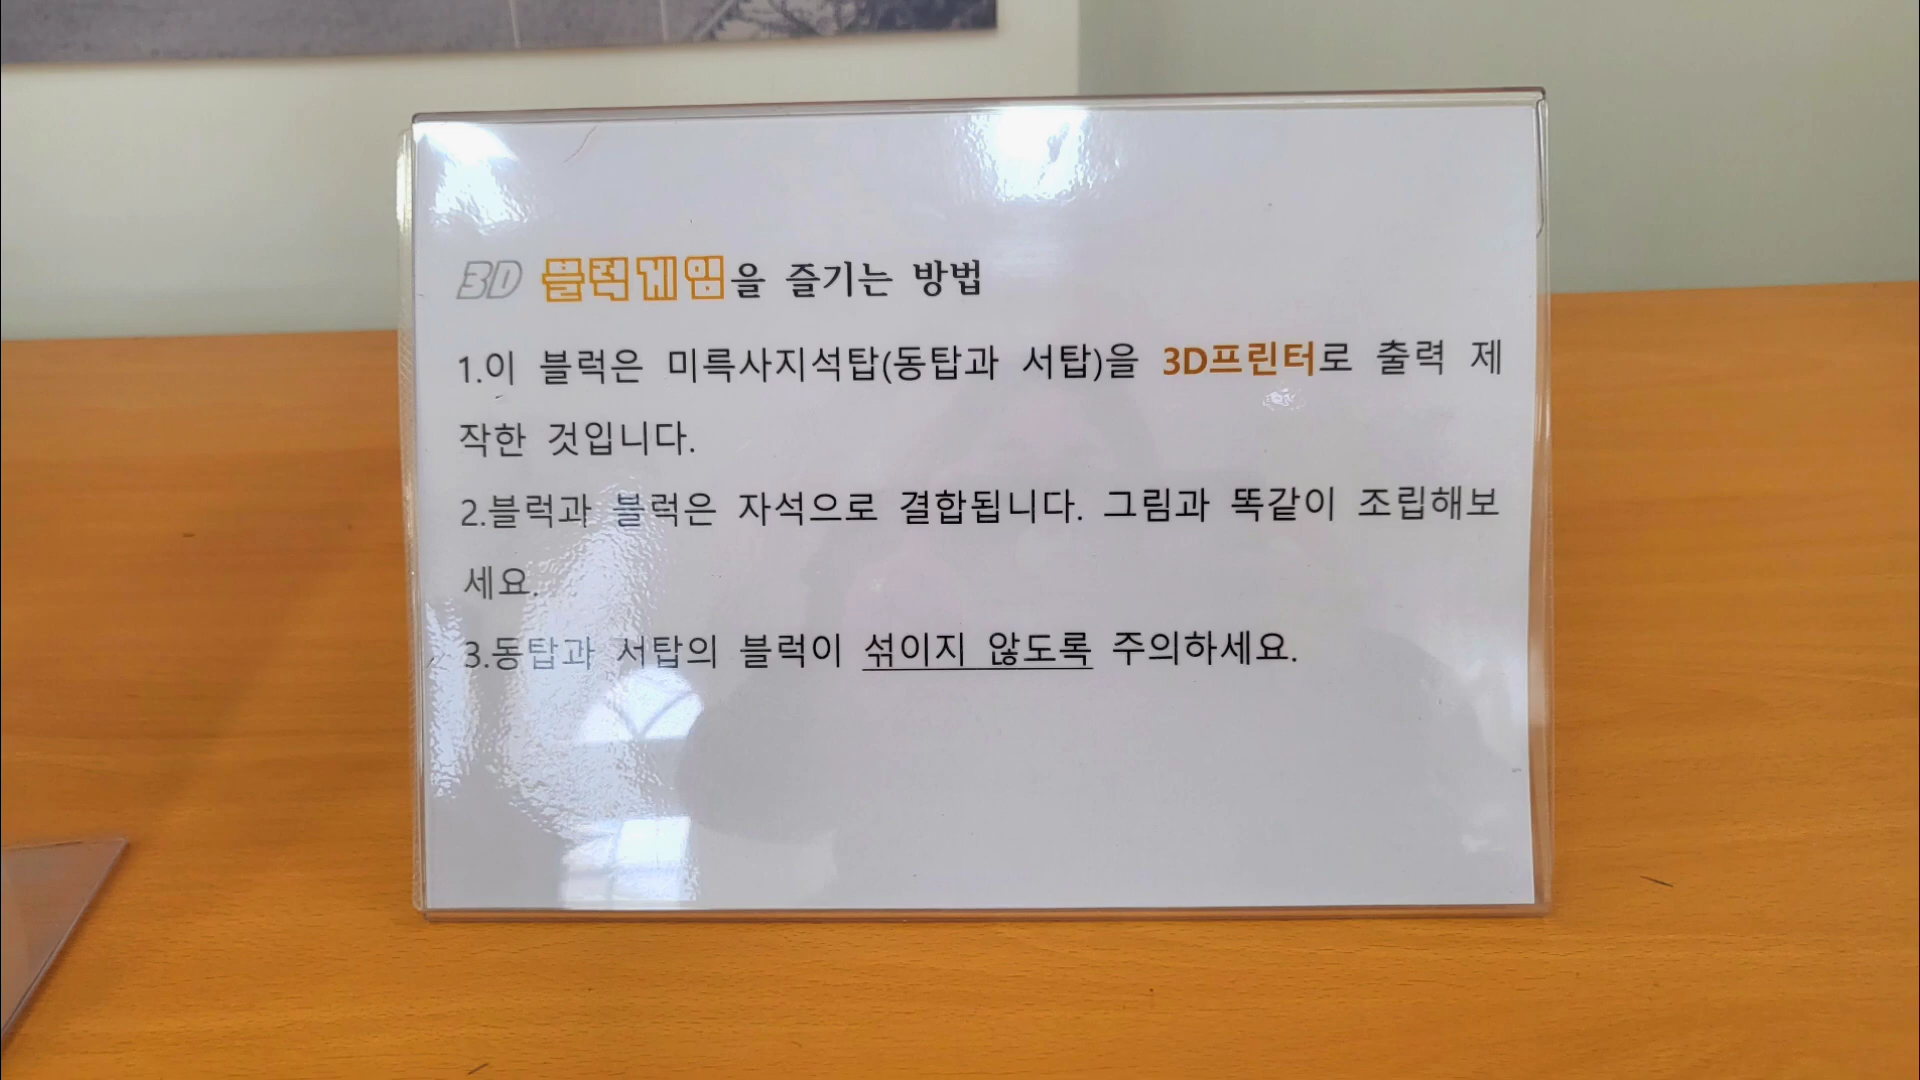 3D 블럭게임을 즐기는 방법
1.이 블럭은 미륵사지석탑(동탑과 서탑)을 3D프린터로 출력 제
작한 것입니다.
2.블럭과 블럭은 자석으로 결합됩니다. 그림과 똑같이 조립해보
세요.
3.동탑과 서탑의 블럭이 섞이지 않도록 주의하세요.